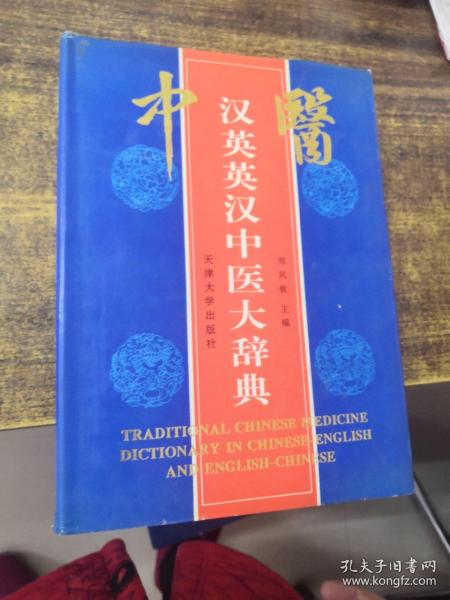 中醫
汉英英汉中医大辞典
郑凤 主编
天津大学出版社
TRADITIONAL CHINESE MEDICINE
DICTIONARY IN CHINESE-ENGLISH
AND ENGLISH-CHINESE
孔夫子旧书网
www.kongfz.com